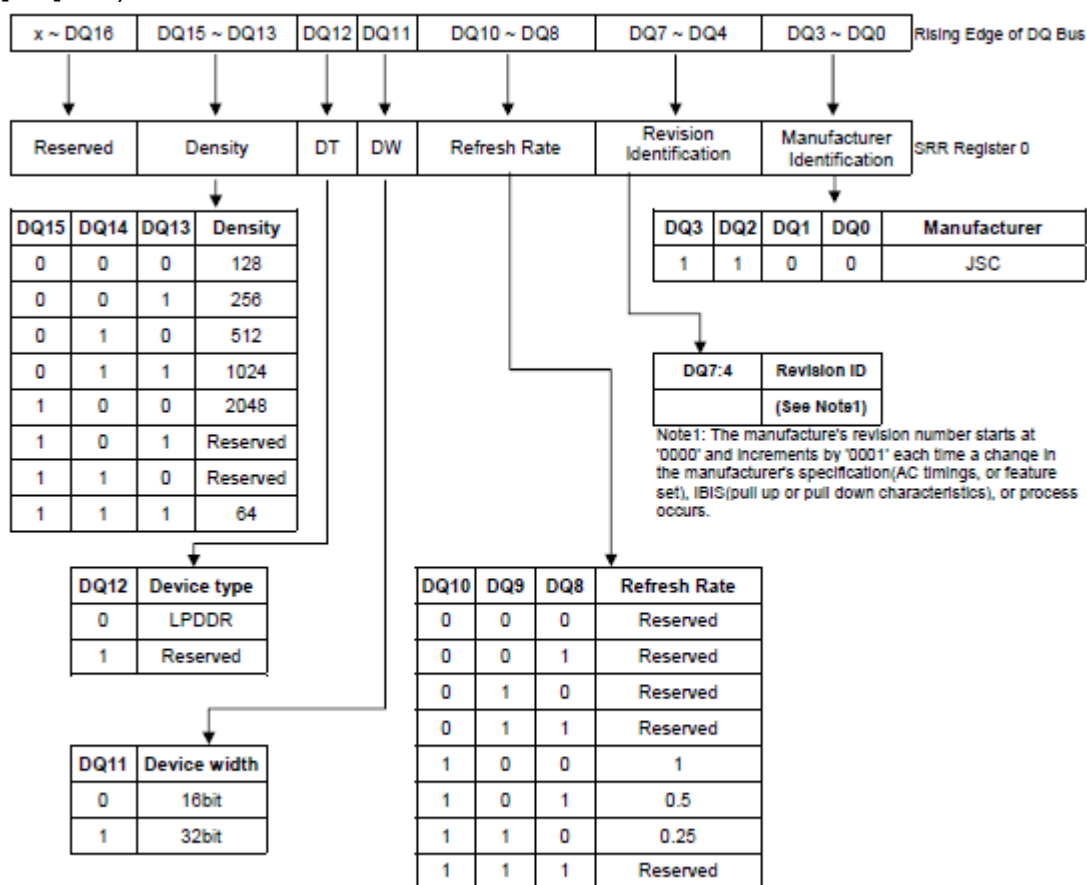 x ~ DQ16 DQ15 ~ DQ13 DQ12 DQ11 DQ10 ~ DQ8 DQ7 ~ DQ4 DQ3 ~ DQ0 Rising Edge of DQ Bus
Reserved Density DT DW Refresh Rate Revision Identification Manufacturer Identification SRR Register 0
DQ15 DQ14 DQ13 Density
0 0 0 128
0 0 1 256
0 1 0 512
0 1 1 1024
1 0 0 2048
1 0 1 Reserved
1 1 0 Reserved
1 1 1 64
DQ3 DQ2 DQ1 DQ0 Manufacturer
1 1 0 0 JSC
DQ7:4 Revision ID
(See Note1)
Note1: The manufacture's revision number starts at
'0000' and increments by '0001' each time a change in
the manufacturer's specification(AC timings, or feature
set), IBIS(pull up or pull down characteristics), or process
occurs.
DQ12 Device type
0 LPDDR
1 Reserved
DQ11 Device width
0 16bit
1 32bit
DQ10 DQ9 DQ8 Refresh Rate
0 0 0 Reserved
0 0 1 Reserved
0 1 0 Reserved
0 1 1 Reserved
1 0 0 1
1 0 1 0.5
1 1 0 0.25
1 1 1 Reserved